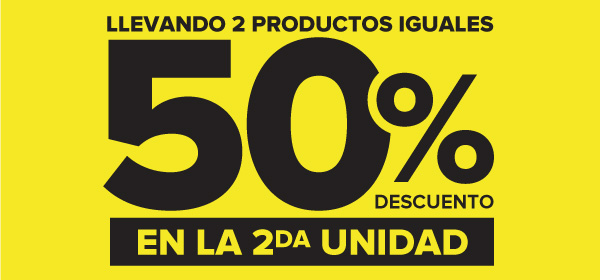 LLEVANDO 2 PRODUCTOS IGUALES
50%
DESCUENTO
EN LA 2DA UNIDAD